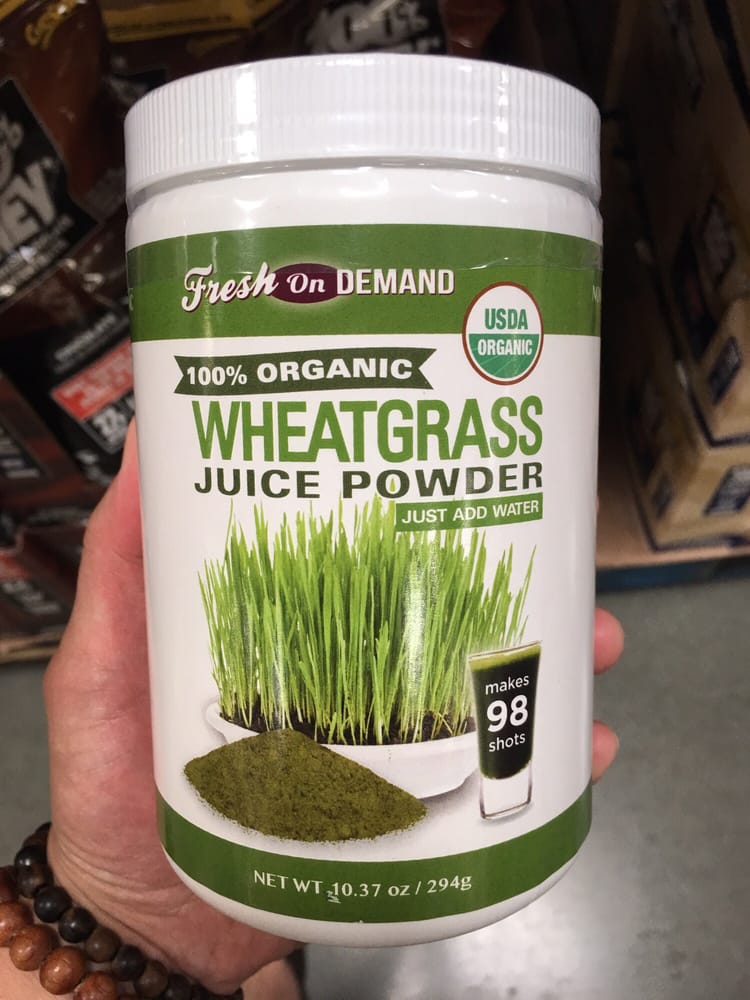 Fresh On DEMAND
USDA
ORGANIC
100% ORGANIC
WHEATGRASS
JUICE POWDER
JUST ADD WATER
makes
98
shots
NET WT 10.37 oz / 294g